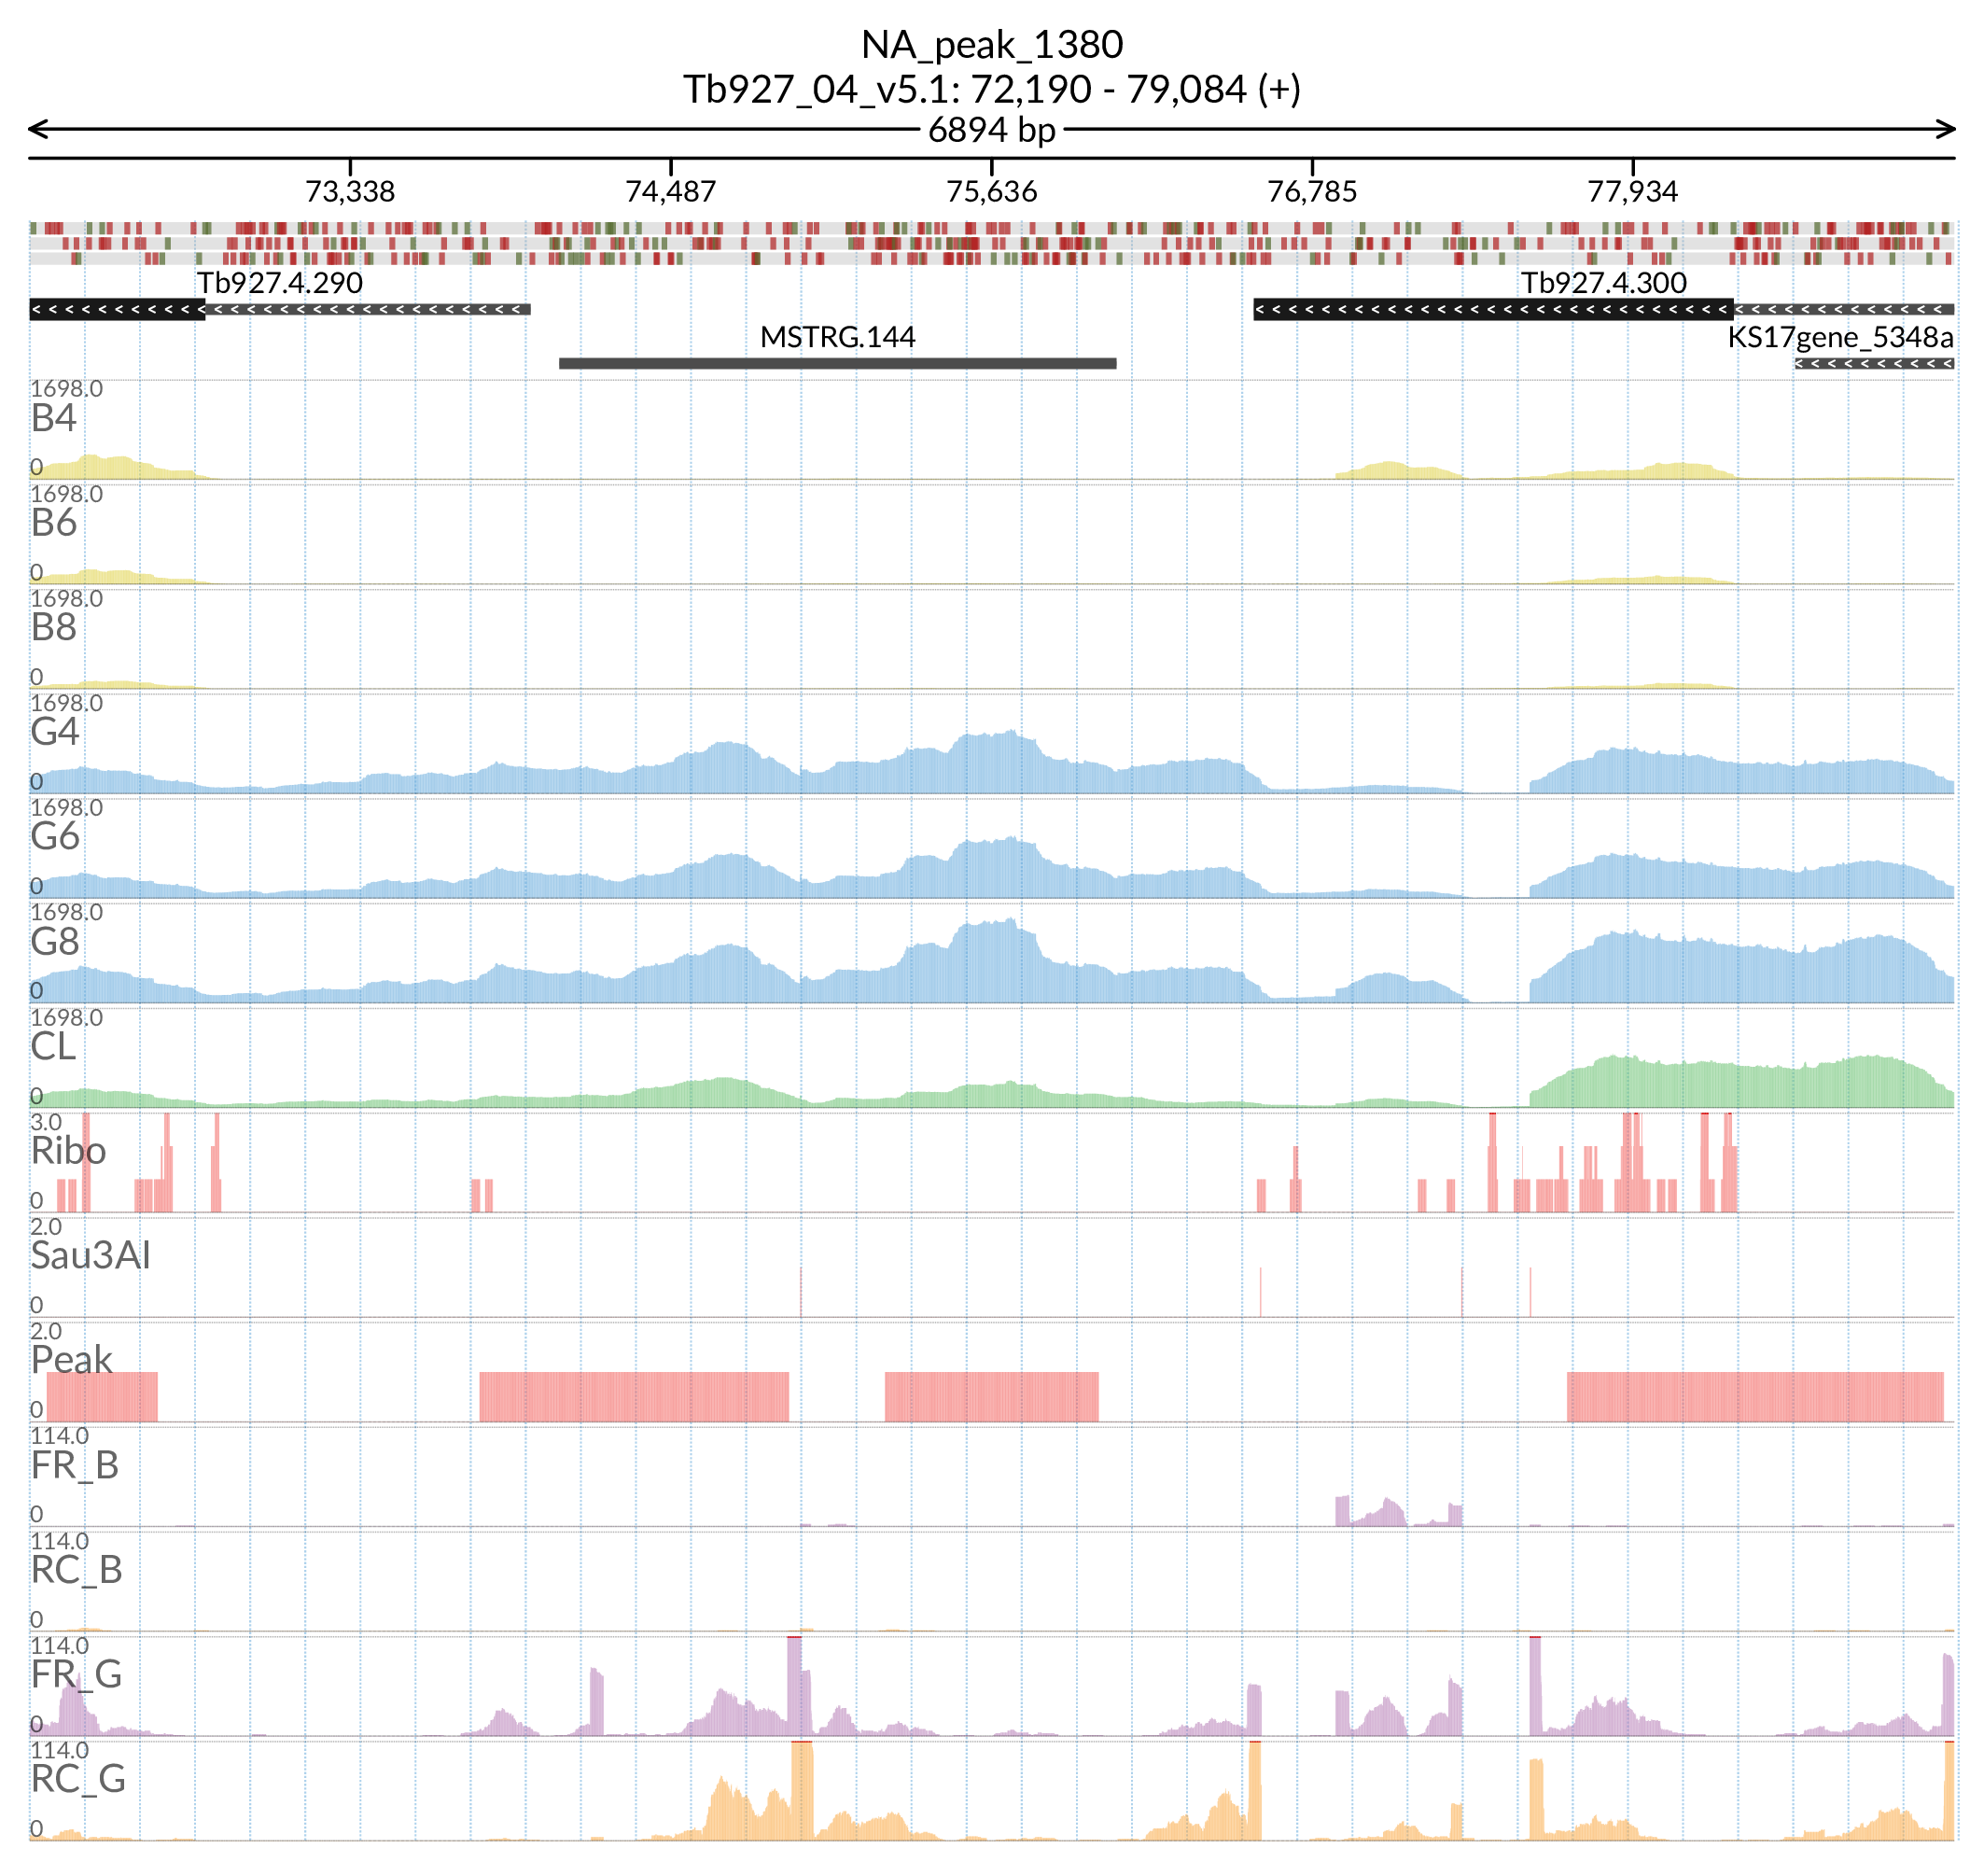 NA_peak_1380
Tb927_04_v5.1: 72,190 - 79,084 (+)
6894 bp
73,338 74,487 75,636 76,785 77,934
Tb927.4.290 Tb927.4.300
MSTRG.144 KS17gene_5348a
1698.0
B4
0
1698.0
B6
0
1698.0
B8
0
1698.0
G4
0
1698.0
G6
0
1698.0
G8
0
1698.0
CL
0
3.0
Ribo
0
2.0
Sau3AI
0
2.0
Peak
0
114.0
FR_B
0
114.0
RC_B
0
114.0
FR_G
0
114.0
RC_G
0